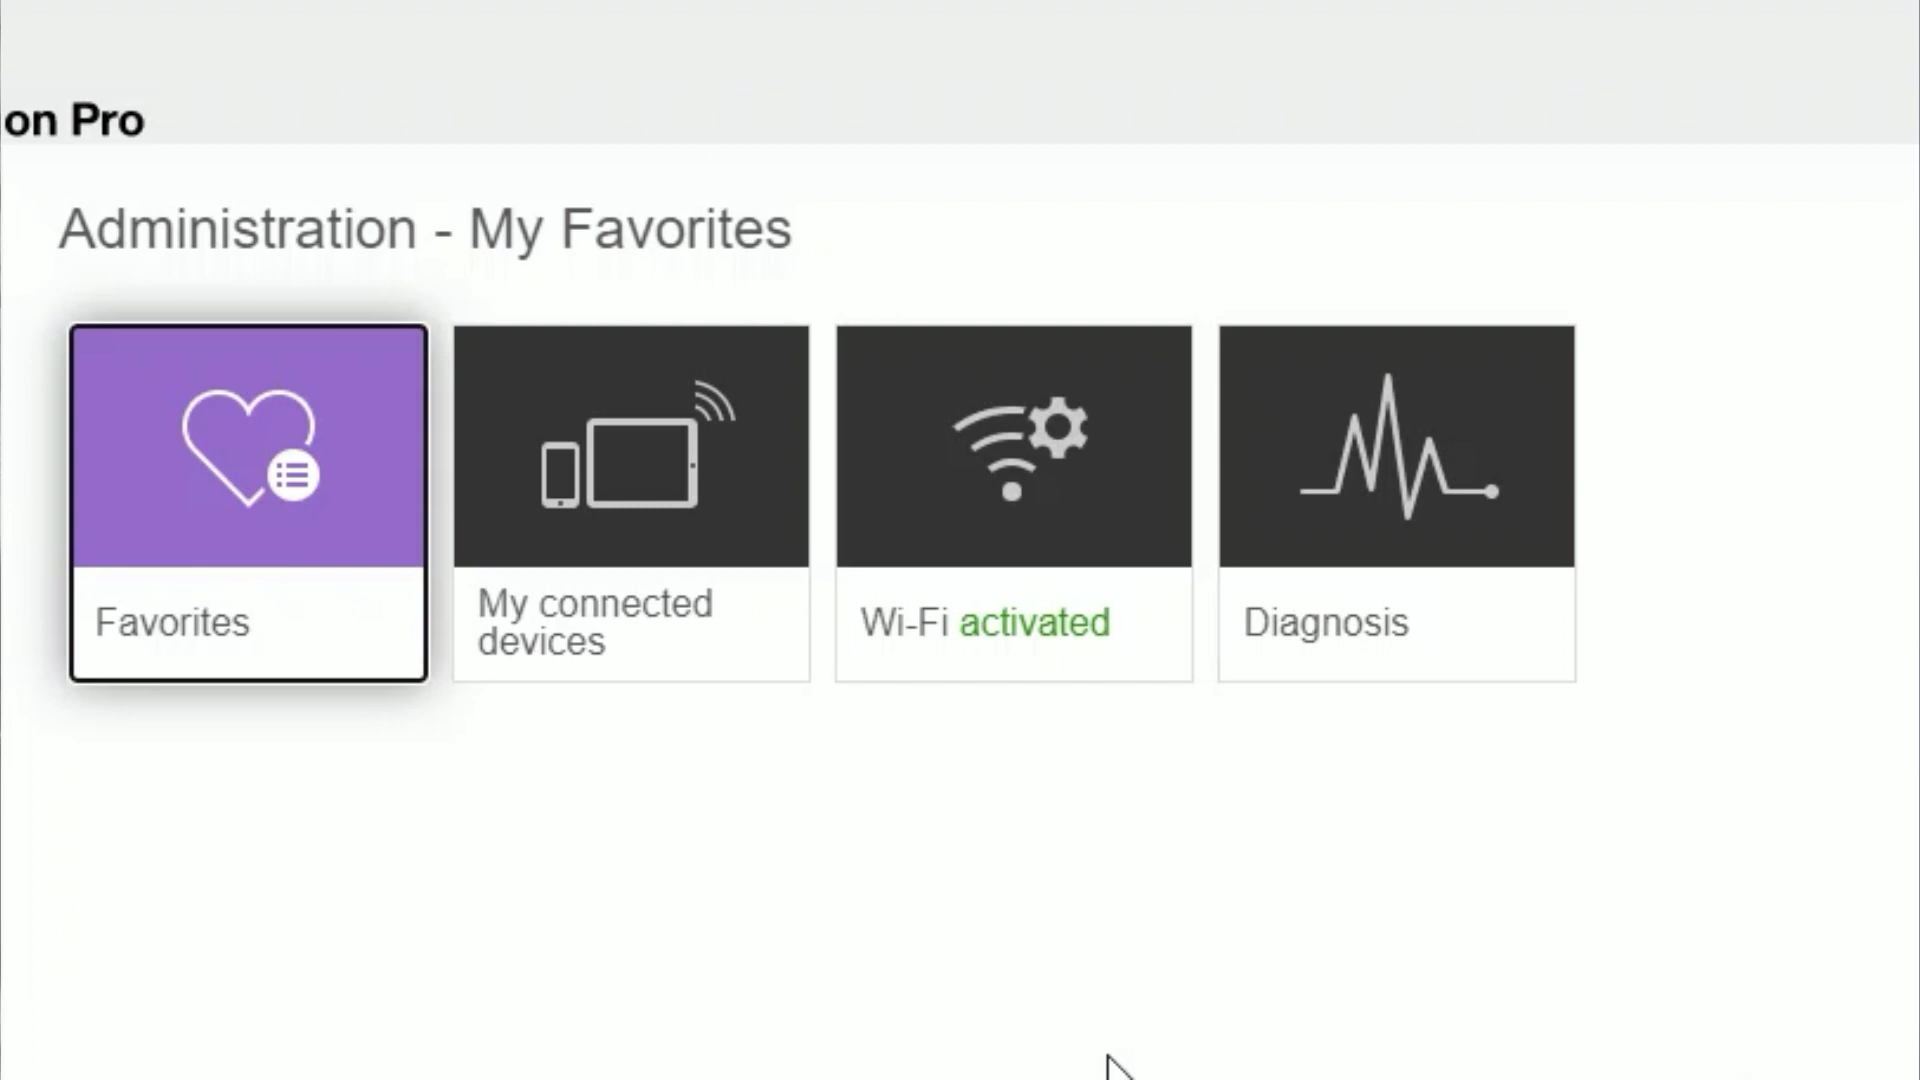 on Pro
Administration - My Favorites
Favorites
My connected
devices
Wi-Fi activated
Diagnosis